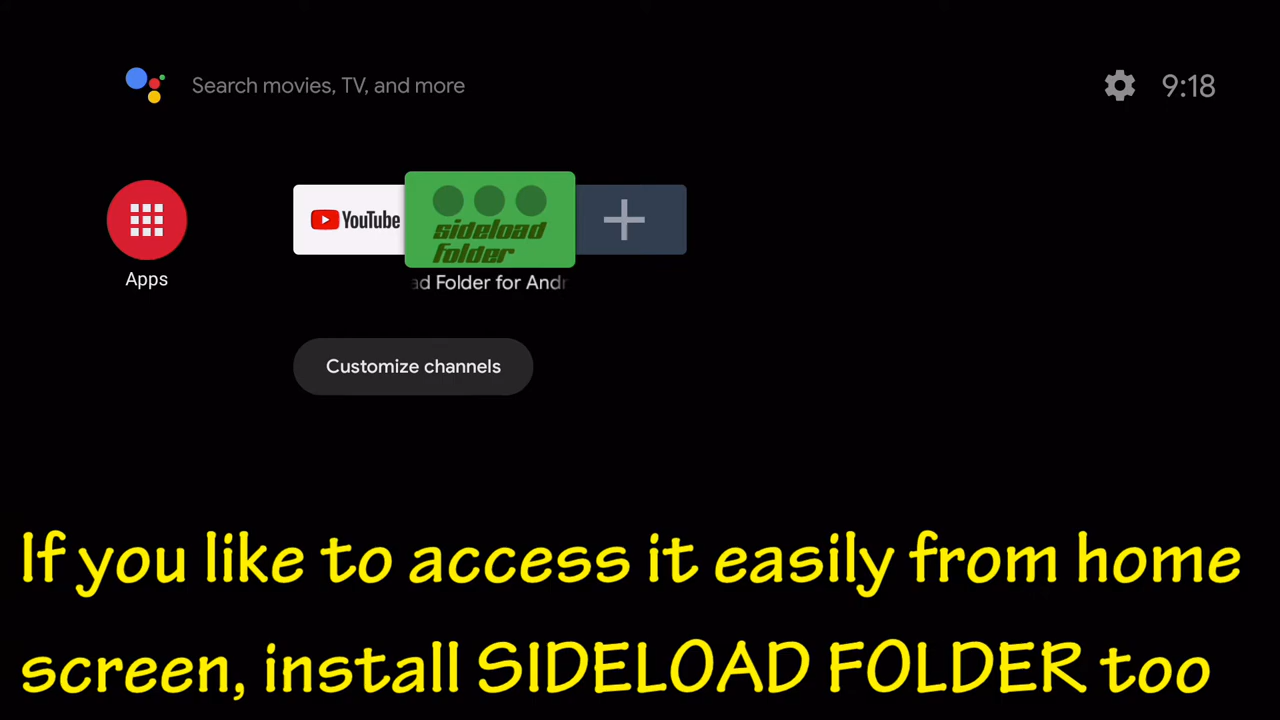 Search movies, TV, and more
9:18
YouTube
sideload
folder
Apps
ad Folder for Andr
Customize channels
If you like to access it easily from home
screen, install SIDELOAD FOLDER too